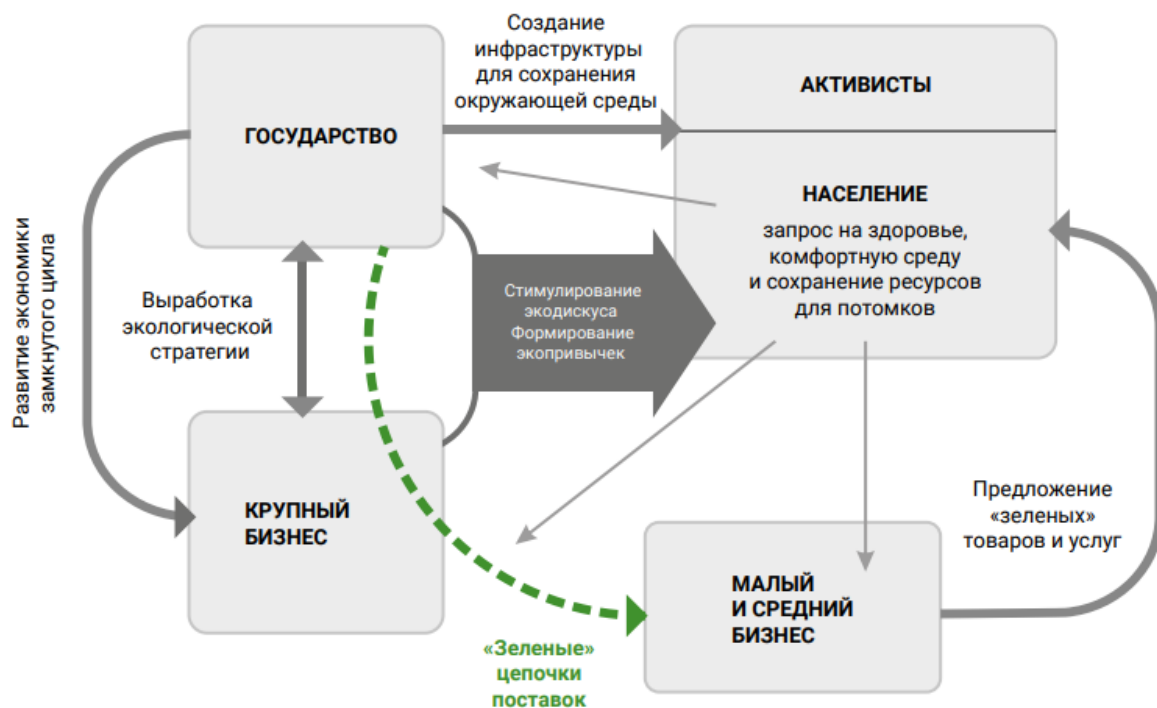 Создание
инфраструктуры
для сохранения
окружающей среды
ГОСУДАРСТВО
АКТИВИСТЫ
НАСЕЛЕНИЕ
запрос на здоровье,
комфортную среду
и сохранение ресурсов
для потомков
Развитие экономики
замкнутого цикла
Выработка
экологической
стратегии
Стимулирование
экодискуса
Формирование
экопривычек
КРУПНЫЙ
БИЗНЕС
Предложение
«зеленых»
товаров и услуг
МАЛЫЙ
И СРЕДНИЙ
БИЗНЕС
«Зеленые»
цепочки
поставок